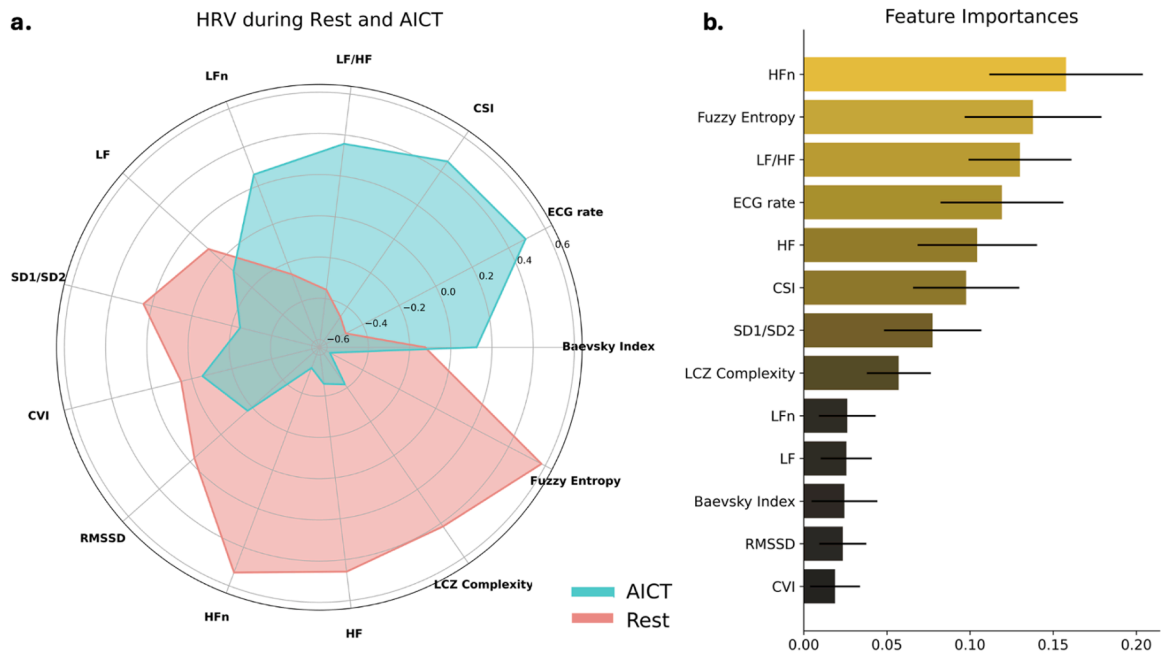 a.
HRV during Rest and AICT
LF/HF
LFn
CSI
LF
ECG rate
0.6
0.4
0.2
0.0
−0.2
−0.4
−0.6
SD1/SD2
Baevsky Index
CVI
Fuzzy Entropy
RMSSD
LCZ Complexity
HFn
HF
AICT
Rest
b.
Feature Importances
HFn
Fuzzy Entropy
LF/HF
ECG rate
HF
CSI
SD1/SD2
LCZ Complexity
LFn
LF
Baevsky Index
RMSSD
CVI
0.00 0.05 0.10 0.15 0.20